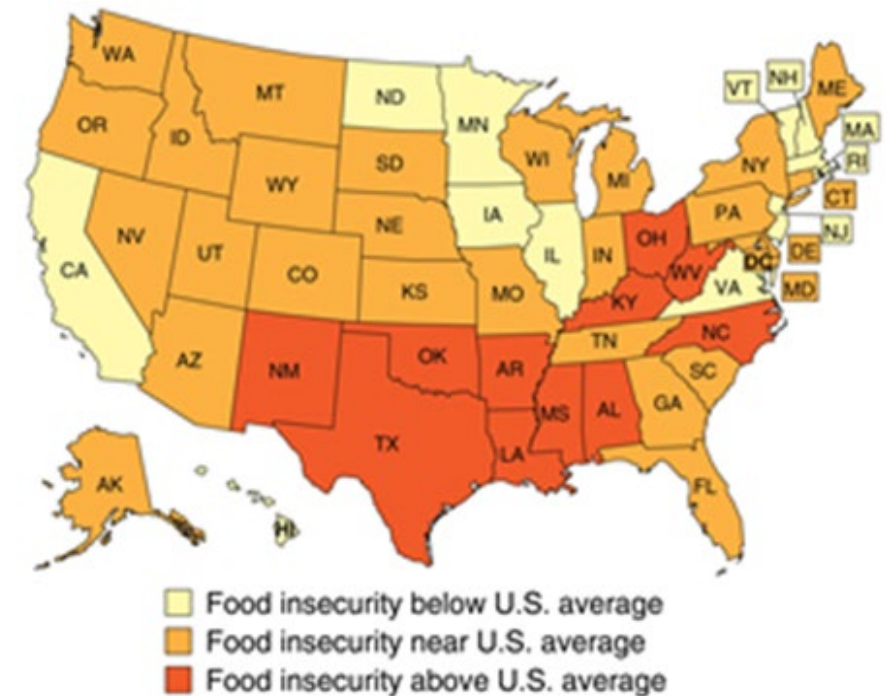 WA
MT
ND
MN
VT
NH
ME
OR
ID
SD
WI
MI
NY
MA
RI
WY
NE
IA
PA
CT
NV
UT
CO
KS
MO
IL
IN
OH
WV
VA
NJ
DE
DC
MD
CA
KY
NC
AZ
NM
OK
AR
TN
SC
TX
LA
MS
AL
GA
FL
AK
HI
Food insecurity below U.S. average
Food insecurity near U.S. average
Food insecurity above U.S. average